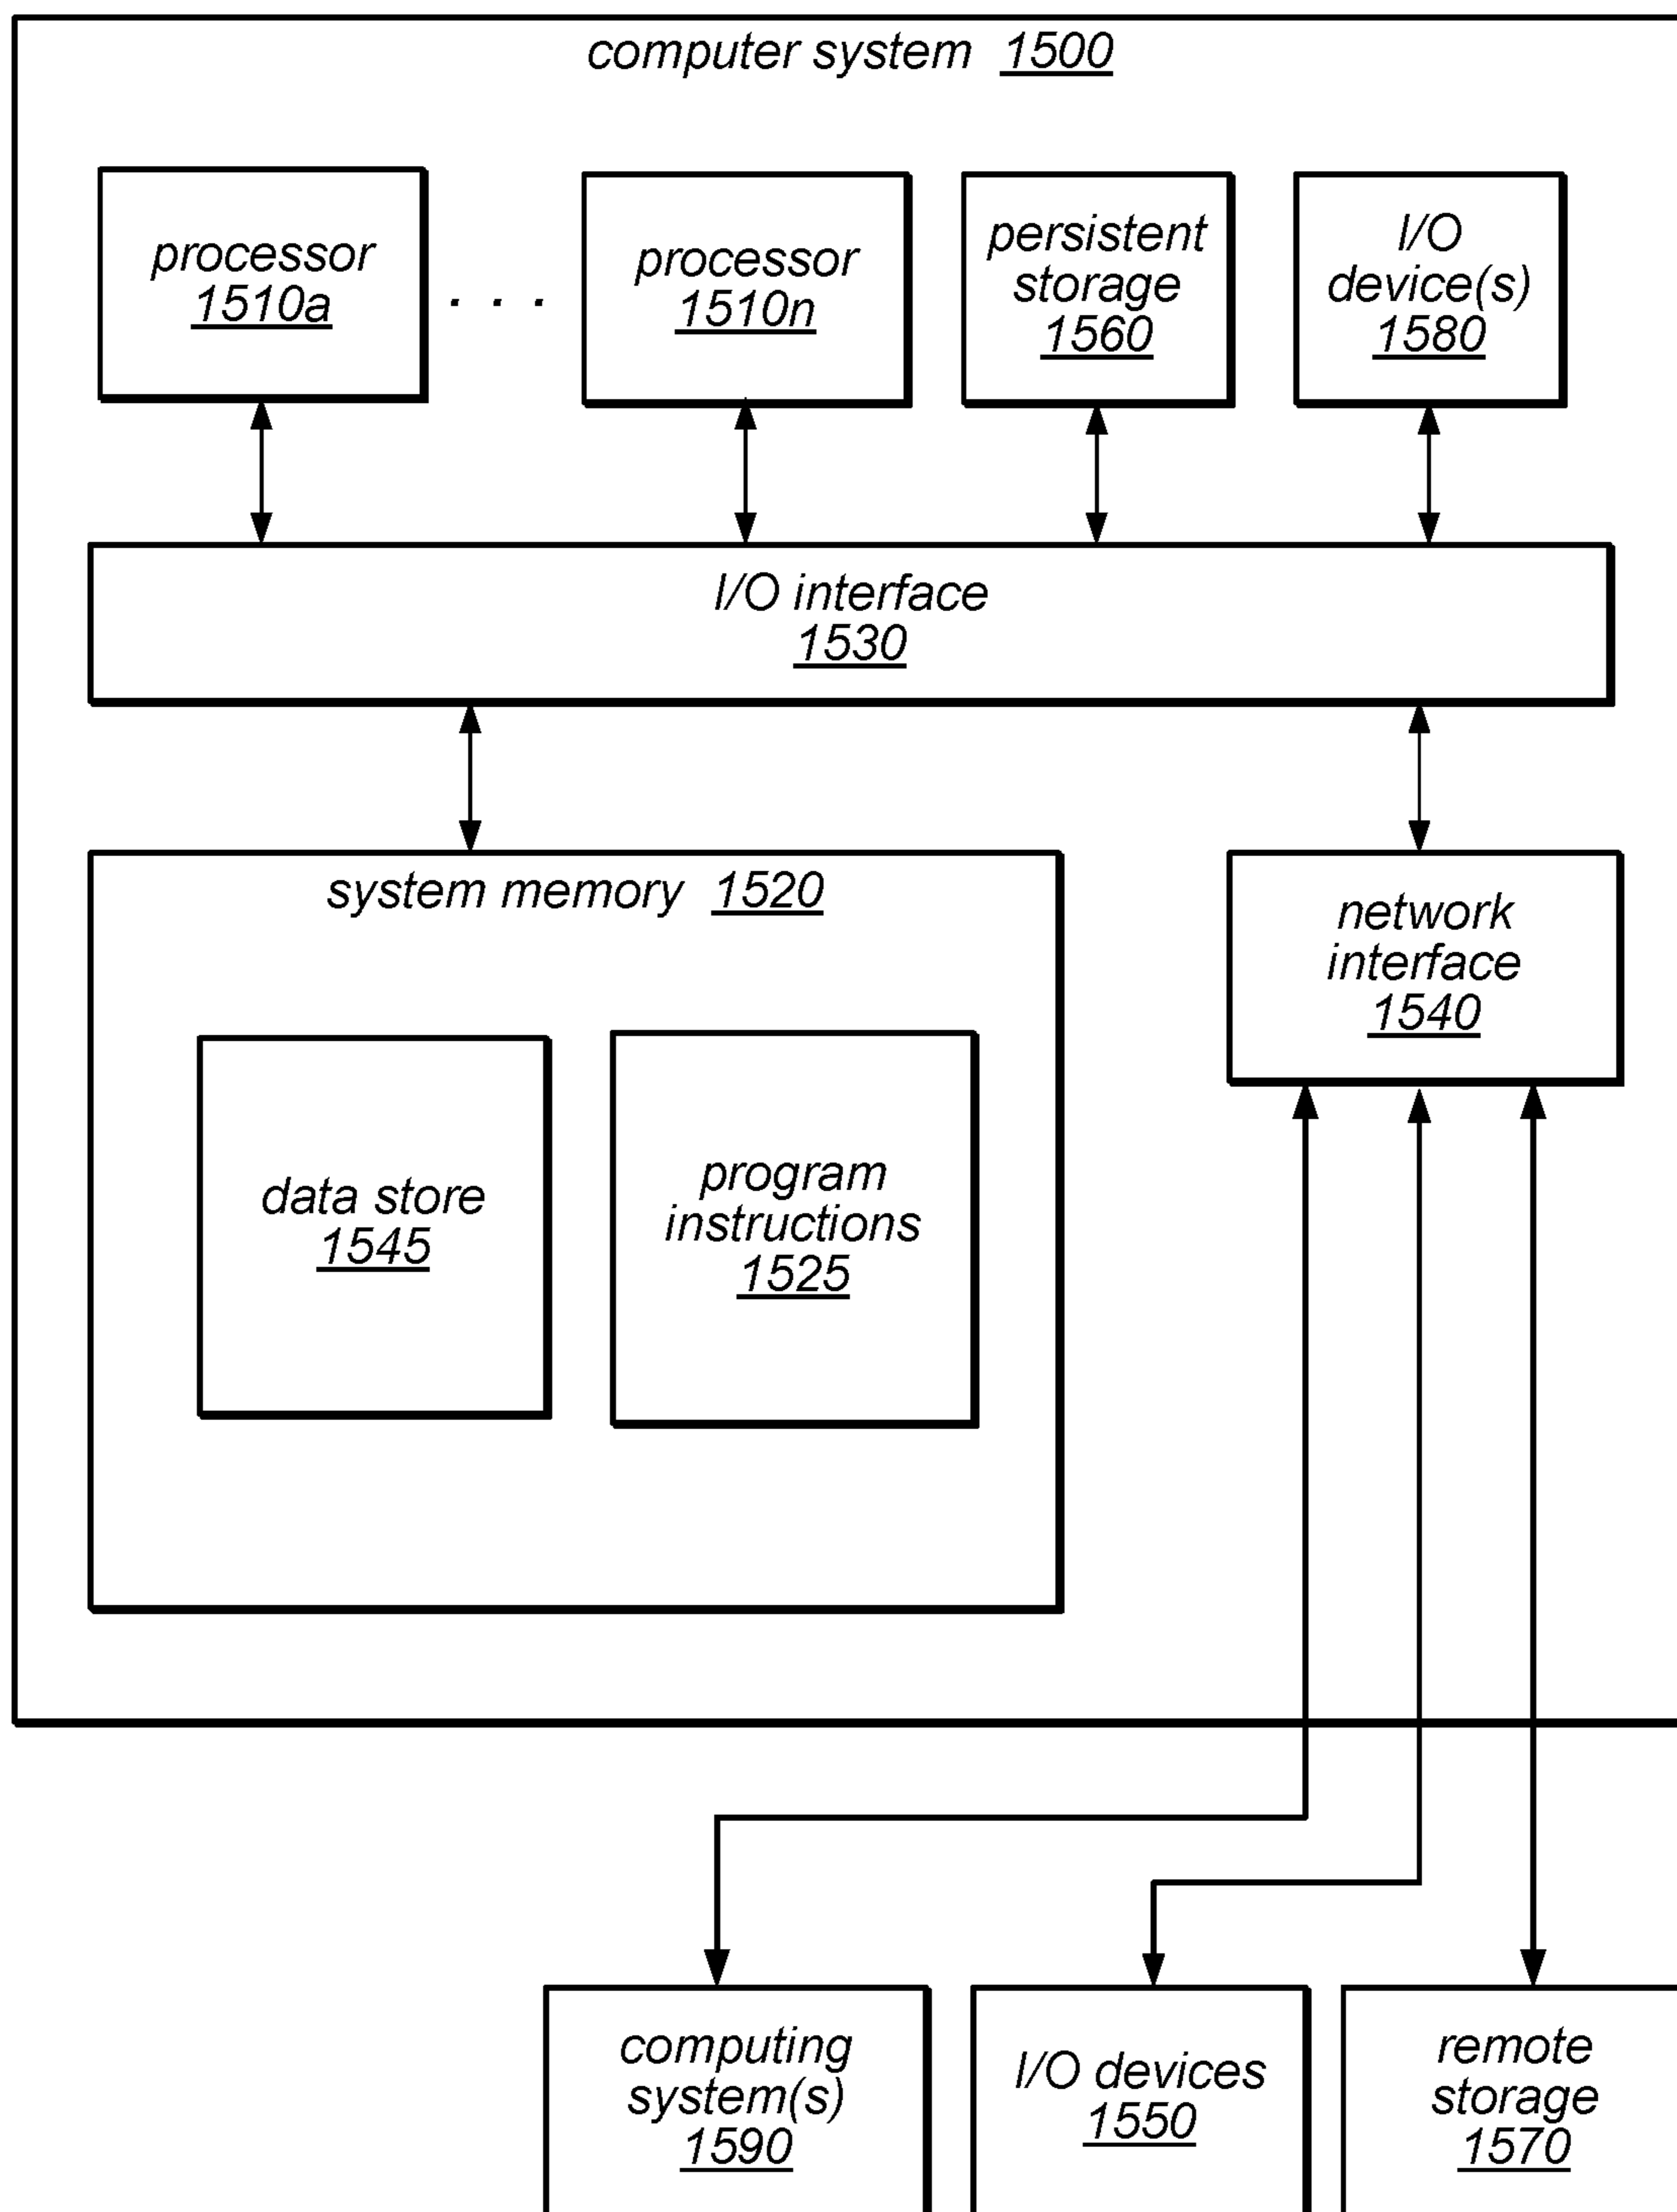 computer system 1500
processor
1510a
. . .
processor
1510n
persistent
storage
1560
I/O
device(s)
1580
I/O interface
1530
system memory 1520
network
interface
1540
data store
1545
program
instructions
1525
computing
system(s)
1590
I/O devices
1550
remote
storage
1570